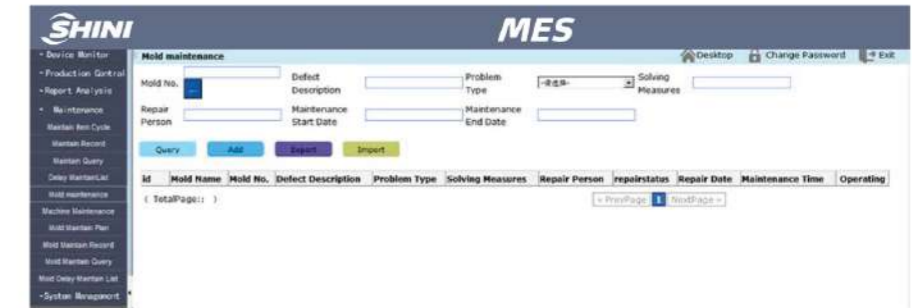 SHINI
MES
Desktop Change Password Exit
- Device Monitor
- Production Control
- Report Analysis
- Maintenance
Maintain Item Cycle
Maintain Record
Maintain Query
Delay MaintainList
Mold maintenance
Machine Maintenance
Mold Maintain Plan
Mold Maintain Record
Mold Maintain Query
Mold Delay Maintain List
-System Management
Mold maintenance
Mold No. ... Defect Description Problem Type -请选择- Solving Measures
Repair Person Maintenance Start Date Maintenance End Date
Query Add Export Import
id Mold Name Mold No. Defect Description Problem Type Solving Measures Repair Person repairstatus Repair Date Maintenance Time Operating
( TotalPage:: ) « PrevPage 1 NextPage »